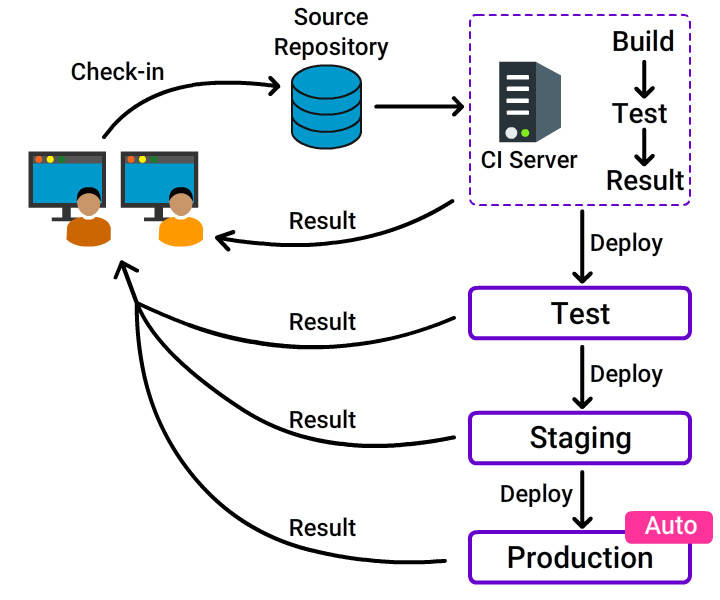 Source
Repository
Check-in
Build
Test
CI Server
Result
Result
Deploy
Test
Result
Deploy
Result
Staging
Deploy
Auto
Result
Production